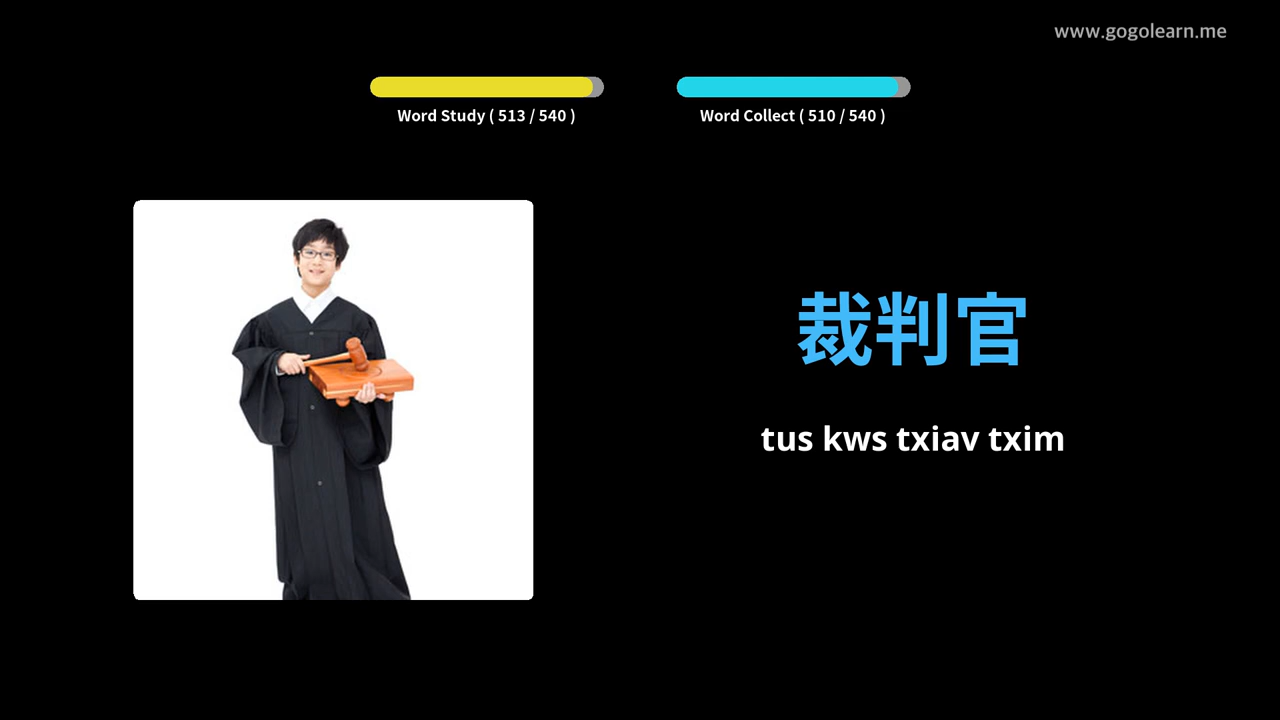 www.gogolearn.me
Word Study ( 513 / 540 )
Word Collect ( 510 / 540 )
裁判官
tus kws txiav txim